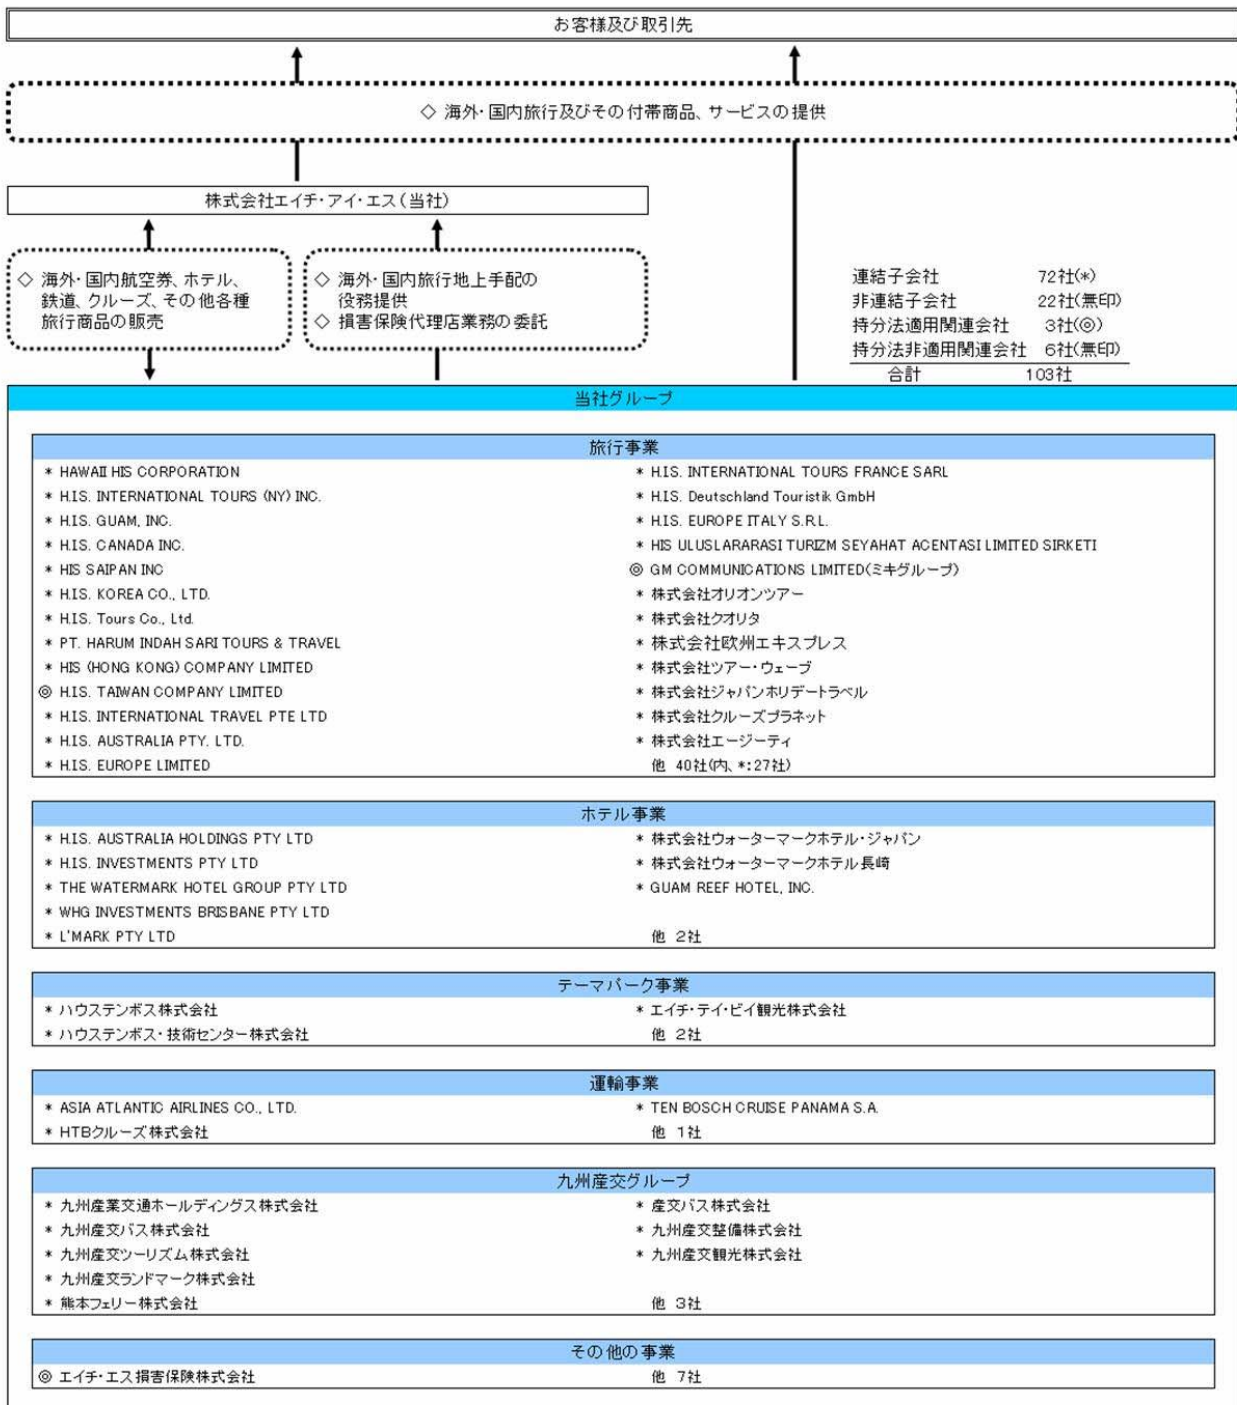 お客様及び取引先
◇ 海外・国内旅行及びその付帯商品、サービスの提供
株式会社エイチ・アイ・エス(当社)
◇ 海外・国内航空券、ホテル、
鉄道、クルーズ、その他各種
旅行商品の販売
◇ 海外・国内旅行地上手配の
役務提供
◇ 損害保険代理店業務の委託
連結子会社 72社(*)
非連結子会社 22社(無印)
持分法適用関連会社 3社(◎)
持分法非適用関連会社 6社(無印)
合計 103社
当社グループ
旅行事業
* HAWAII HIS CORPORATION
* H.I.S. INTERNATIONAL TOURS (NY) INC.
* H.I.S. GUAM, INC.
* H.I.S. CANADA INC.
* HIS SAIPAN INC
* H.I.S. KOREA CO., LTD.
* H.I.S. Tours Co., Ltd.
* PT. HARUM INDAH SARI TOURS & TRAVEL
* HIS (HONG KONG) COMPANY LIMITED
◎ H.I.S. TAIWAN COMPANY LIMITED
* H.I.S. INTERNATIONAL TRAVEL PTE LTD
* H.I.S. AUSTRALIA PTY. LTD.
* H.I.S. EUROPE LIMITED
* H.I.S. INTERNATIONAL TOURS FRANCE SARL
* H.I.S. Deutschland Touristik GmbH
* H.I.S. EUROPE ITALY S.R.L.
* HIS ULUSLARARASI TURIZM SEYAHAT ACENTASI LIMITED SIRKETI
◎ GM COMMUNICATIONS LIMITED(ミキグループ)
* 株式会社オリオンツアー
* 株式会社クオリタ
* 株式会社欧州エキスプレス
* 株式会社ツアー・ウェーブ
* 株式会社ジャパンホリデートラベル
* 株式会社クルーズプラネット
* 株式会社エージーティ
他 40社(内、*:27社)
ホテル事業
* H.I.S. AUSTRALIA HOLDINGS PTY LTD
* H.I.S. INVESTMENTS PTY LTD
* THE WATERMARK HOTEL GROUP PTY LTD
* WHG INVESTMENTS BRISBANE PTY LTD
* L'MARK PTY LTD
* 株式会社ウォーターマークホテル・ジャパン
* 株式会社ウォーターマークホテル長崎
* GUAM REEF HOTEL, INC.
他 2社
テーマパーク事業
* ハウステンボス株式会社
* ハウステンボス・技術センター株式会社
* エイチ・テイ・ビイ観光株式会社
他 2社
運輸事業
* ASIA ATLANTIC AIRLINES CO., LTD.
* HTBクルーズ株式会社
* TEN BOSCH CRUISE PANAMA S.A.
他 1社
九州産交グループ
* 九州産業交通ホールディングス株式会社
* 九州産交バス株式会社
* 九州産交ツーリズム株式会社
* 九州産交ランドマーク株式会社
* 熊本フェリー株式会社
* 産交バス株式会社
* 九州産交整備株式会社
* 九州産交観光株式会社
他 3社
その他の事業
◎ エイチ・エス損害保険株式会社
他 7社